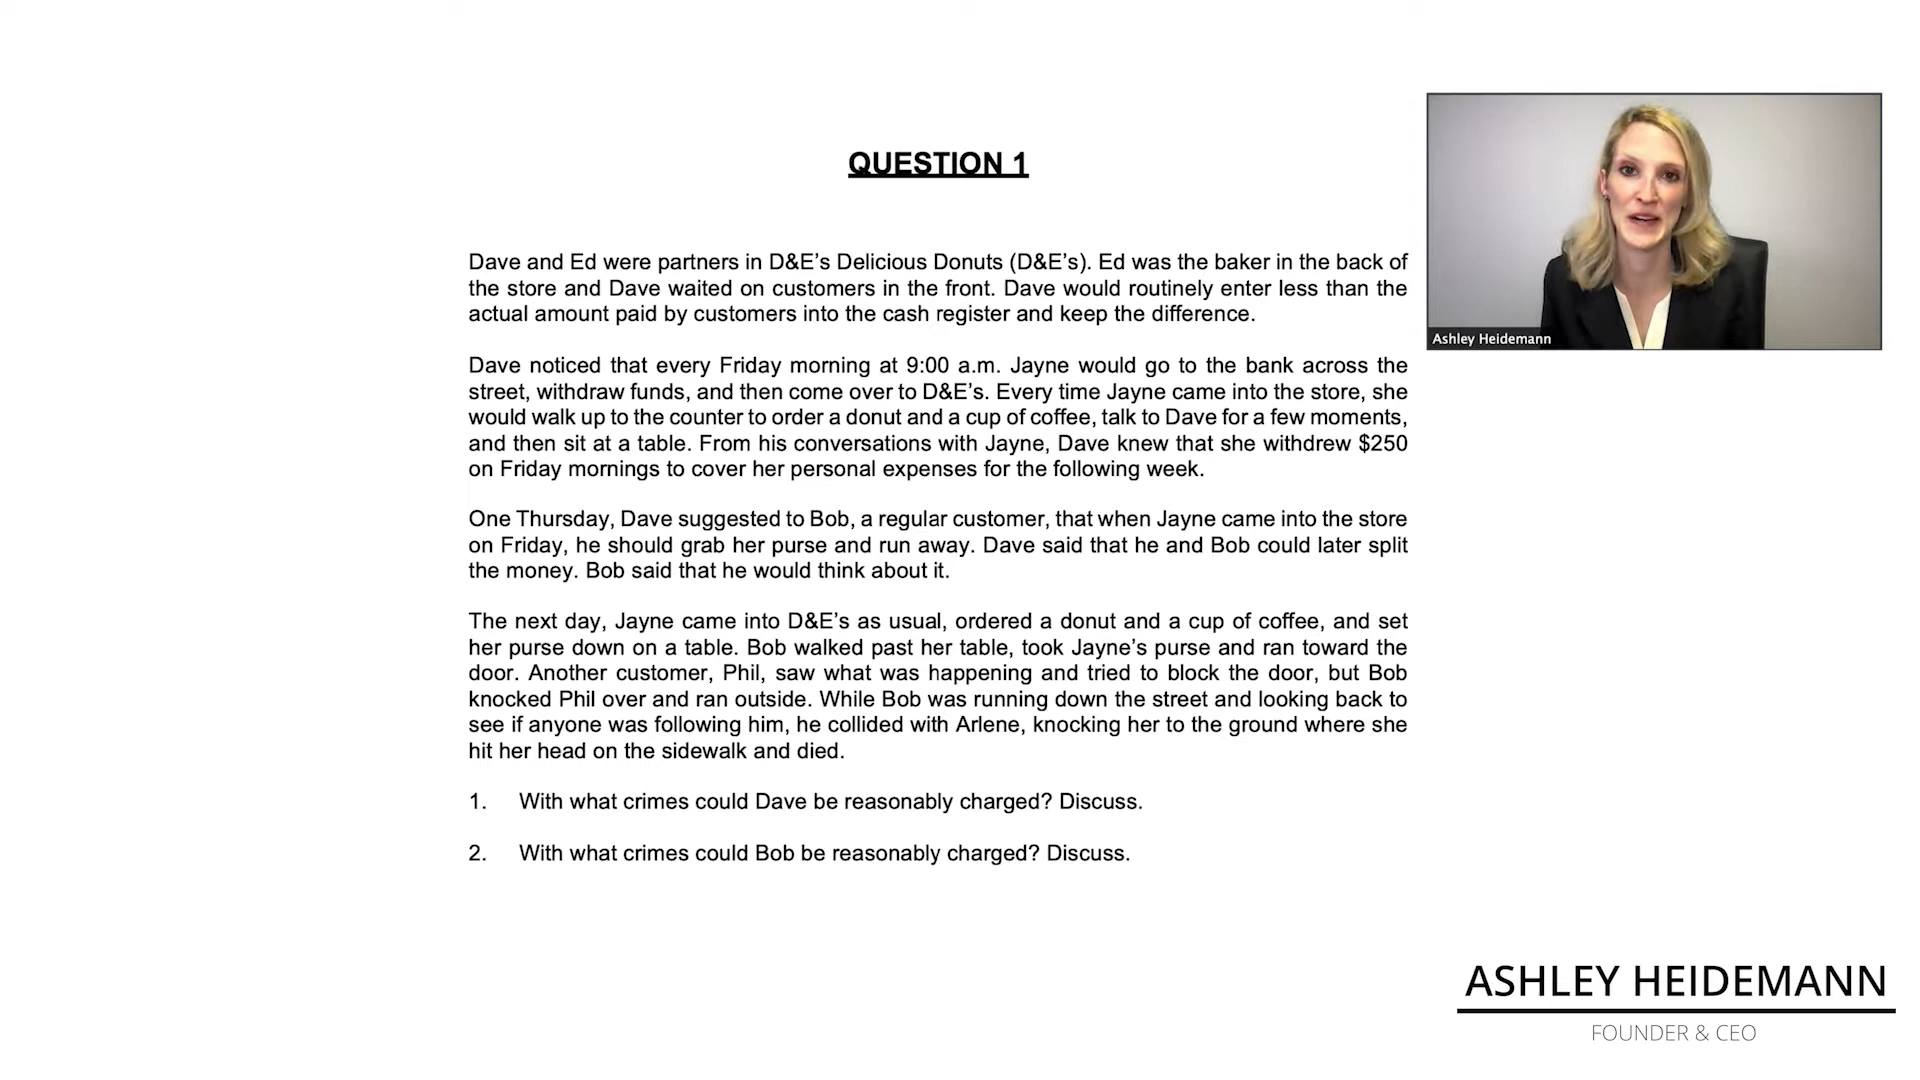 QUESTION 1
Dave and Ed were partners in D&E’s Delicious Donuts (D&E’s). Ed was the baker in the back of
the store and Dave waited on customers in the front. Dave would routinely enter less than the
actual amount paid by customers into the cash register and keep the difference.
Dave noticed that every Friday morning at 9:00 a.m. Jayne would go to the bank across the
street, withdraw funds, and then come over to D&E’s. Every time Jayne came into the store, she
would walk up to the counter to order a donut and a cup of coffee, talk to Dave for a few moments,
and then sit at a table. From his conversations with Jayne, Dave knew that she withdrew $250
on Friday mornings to cover her personal expenses for the following week.
One Thursday, Dave suggested to Bob, a regular customer, that when Jayne came into the store
on Friday, he should grab her purse and run away. Dave said that he and Bob could later split
the money. Bob said that he would think about it.
The next day, Jayne came into D&E’s as usual, ordered a donut and a cup of coffee, and set
her purse down on a table. Bob walked past her table, took Jayne’s purse and ran toward the
door. Another customer, Phil, saw what was happening and tried to block the door, but Bob
knocked Phil over and ran outside. While Bob was running down the street and looking back to
see if anyone was following him, he collided with Arlene, knocking her to the ground where she
hit her head on the sidewalk and died.
1. With what crimes could Dave be reasonably charged? Discuss.
2. With what crimes could Bob be reasonably charged? Discuss.
Ashley Heidemann
ASHLEY HEIDEMANN
FOUNDER & CEO